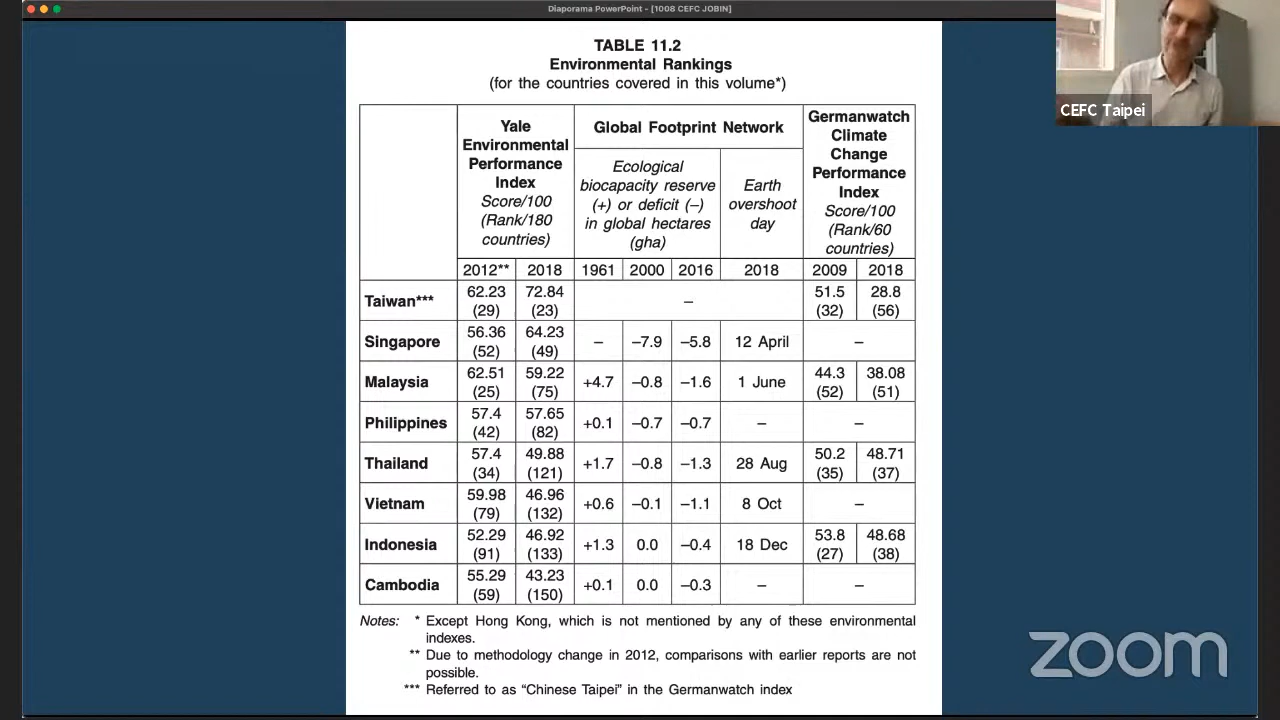 Diaporama PowerPoint - [1008 CEFC JOBIN]
CEFC Taipei
TABLE 11.2
Environmental Rankings
(for the countries covered in this volume*)
Yale
Environmental
Performance
Index
Score/100
(Rank/180
countries)
Global Footprint Network
Ecological
biocapacity reserve
(+) or deficit (–)
in global hectares
(gha)
Earth
overshoot
day
Germanwatch
Climate
Change
Performance
Index
Score/100
(Rank/60
countries)
2012** 2018 1961 2000 2016 2018 2009 2018
Taiwan*** 62.23 (29) 72.84 (23) – 51.5 (32) 28.8 (56)
Singapore 56.36 (52) 64.23 (49) – –7.9 –5.8 12 April –
Malaysia 62.51 (25) 59.22 (75) +4.7 –0.8 –1.6 1 June 44.3 (52) 38.08 (51)
Philippines 57.4 (42) 57.65 (82) +0.1 –0.7 –0.7 – –
Thailand 57.4 (34) 49.88 (121) +1.7 –0.8 –1.3 28 Aug 50.2 (35) 48.71 (37)
Vietnam 59.98 (79) 46.96 (132) +0.6 –0.1 –1.1 8 Oct –
Indonesia 52.29 (91) 46.92 (133) +1.3 0.0 –0.4 18 Dec 53.8 (27) 48.68 (38)
Cambodia 55.29 (59) 43.23 (150) +0.1 0.0 –0.3 – –
Notes: * Except Hong Kong, which is not mentioned by any of these environmental
indexes.
** Due to methodology change in 2012, comparisons with earlier reports are not
possible.
*** Referred to as “Chinese Taipei” in the Germanwatch index
zoom